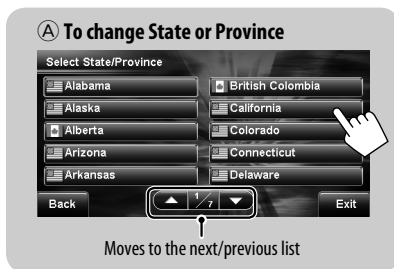 Ⓐ To change State or Province
Select State/Province
Alabama
Alaska
Alberta
Arizona
Arkansas
British Colombia
California
Colorado
Connecticut
Delaware
Back
1/7
Exit
Moves to the next/previous list